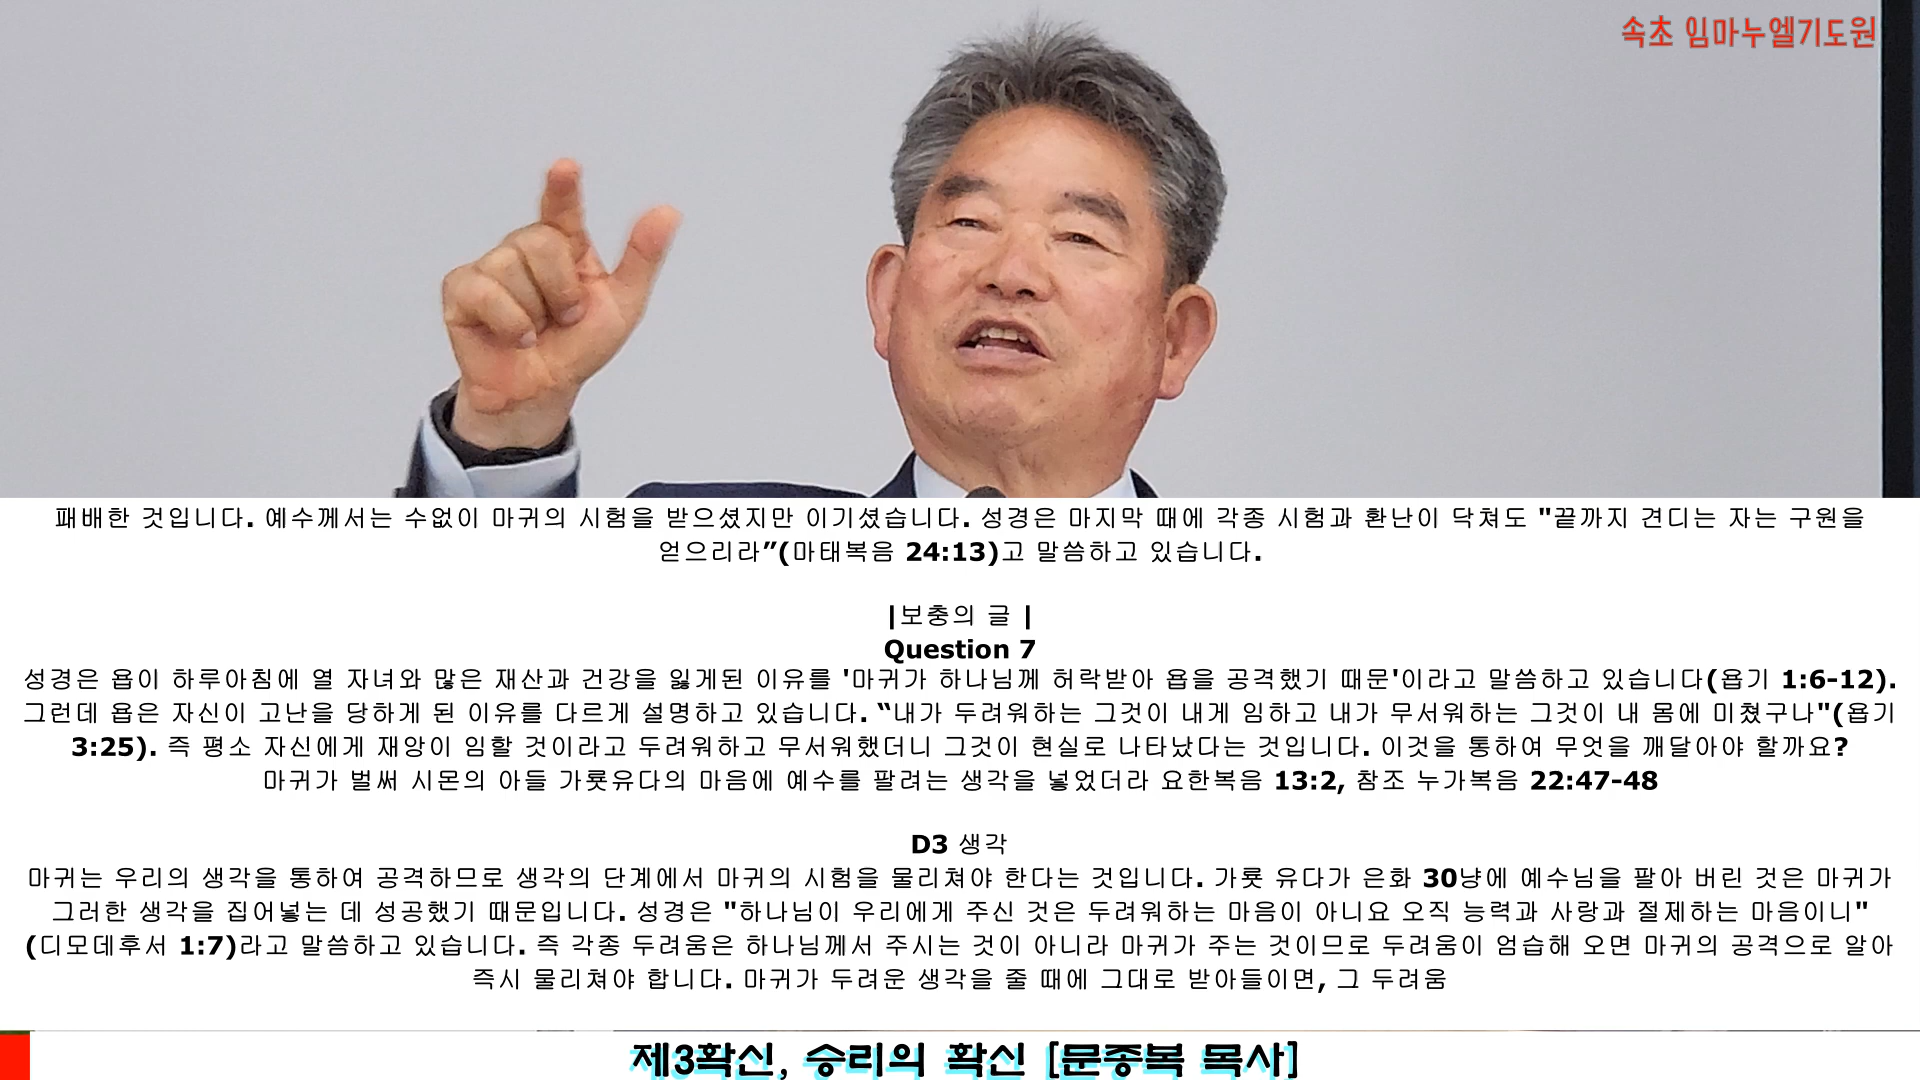 속초 임마누엘기도원
패배한 것입니다. 예수께서는 수없이 마귀의 시험을 받으셨지만 이기셨습니다. 성경은 마지막 때에 각종 시험과 환난이 닥쳐도 "끝까지 견디는 자는 구원을
얻으리라”(마태복음 24:13)고 말씀하고 있습니다.
|보충의 글 |
Question 7
성경은 욥이 하루아침에 열 자녀와 많은 재산과 건강을 잃게된 이유를 '마귀가 하나님께 허락받아 욥을 공격했기 때문'이라고 말씀하고 있습니다(욥기 1:6-12).
그런데 욥은 자신이 고난을 당하게 된 이유를 다르게 설명하고 있습니다. “내가 두려워하는 그것이 내게 임하고 내가 무서워하는 그것이 내 몸에 미쳤구나"(욥기
3:25). 즉 평소 자신에게 재앙이 임할 것이라고 두려워하고 무서워했더니 그것이 현실로 나타났다는 것입니다. 이것을 통하여 무엇을 깨달아야 할까요?
마귀가 벌써 시몬의 아들 가룟유다의 마음에 예수를 팔려는 생각을 넣었더라 요한복음 13:2, 참조 누가복음 22:47-48
D3 생각
마귀는 우리의 생각을 통하여 공격하므로 생각의 단계에서 마귀의 시험을 물리쳐야 한다는 것입니다. 가룟 유다가 은화 30냥에 예수님을 팔아 버린 것은 마귀가
그러한 생각을 집어넣는 데 성공했기 때문입니다. 성경은 "하나님이 우리에게 주신 것은 두려워하는 마음이 아니요 오직 능력과 사랑과 절제하는 마음이니"
(디모데후서 1:7)라고 말씀하고 있습니다. 즉 각종 두려움은 하나님께서 주시는 것이 아니라 마귀가 주는 것이므로 두려움이 엄습해 오면 마귀의 공격으로 알아
즉시 물리쳐야 합니다. 마귀가 두려운 생각을 줄 때에 그대로 받아들이면, 그 두려움
제3확신, 승리의 확신 [문종복 목사]